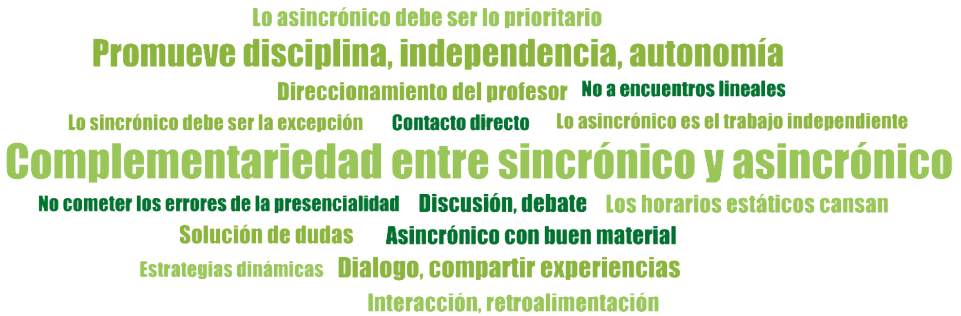 Lo asincrónico debe ser lo prioritario
Promueve disciplina, independencia, autonomía
Direccionamiento del profesor No a encuentros lineales
Lo sincrónico debe ser la excepción Contacto directo Lo asincrónico es el trabajo independiente
Complementariedad entre sincrónico y asincrónico
No cometer los errores de la presencialidad Discusión, debate Los horarios estáticos cansan
Solución de dudas Asincrónico con buen material
Estrategias dinámicas Dialogo, compartir experiencias
Interacción, retroalimentación